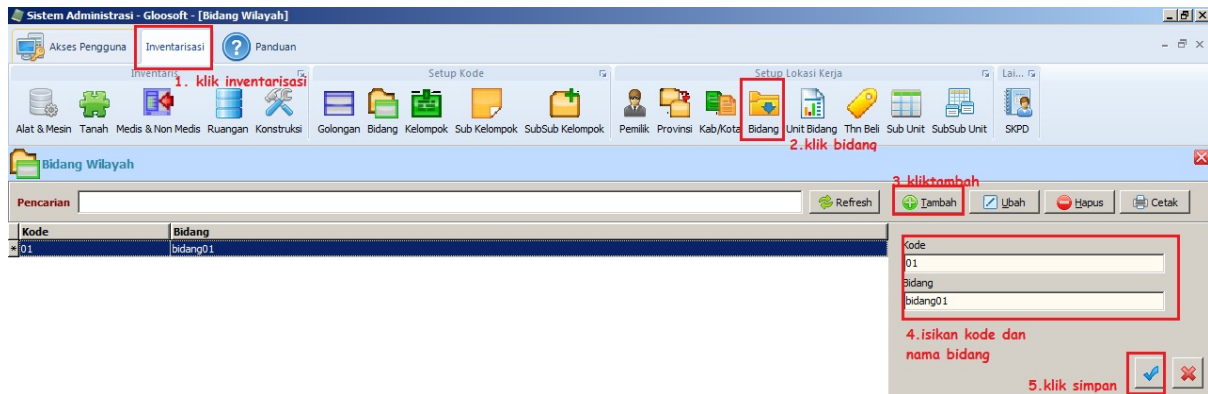 Sistem Administrasi - Gloosoft - [Bidang Wilayah]
Akses Pengguna Inventarisasi Panduan
Inventaris Setup Kode Setup Lokasi Kerja Lai...
1. klik inventarisasi
Alat & Mesin Tanah Medis & Non Medis Ruangan Konstruksi Golongan Bidang Kelompok Sub Kelompok SubSub Kelompok Pemilik Provinsi Kab/Kota Bidang Unit Bidang Thn Beli Sub Unit SubSub Unit SKPD
2.klik bidang
Bidang Wilayah
3.kliktambah
Pencarian Refresh Tambah Ubah Hapus Cetak
Kode Bidang
* 01 bidang01
Kode
01
Bidang
bidang01
4.isikan kode dan
nama bidang
5.klik simpan